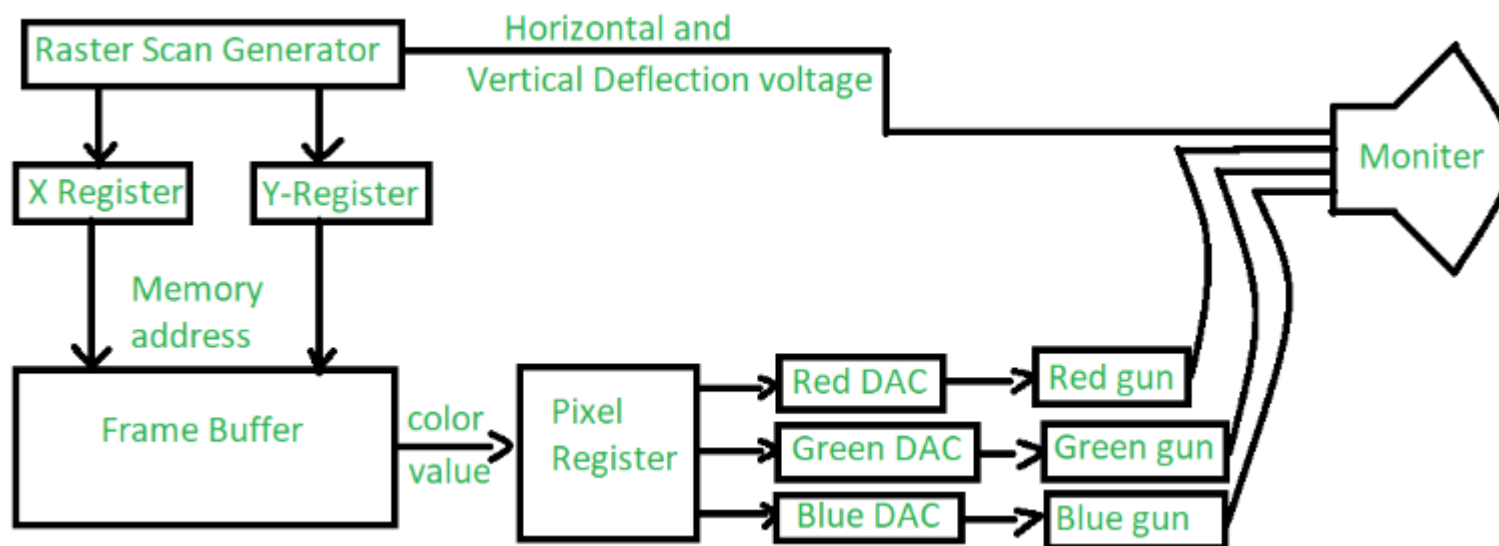 Raster Scan Generator
Horizontal and
Vertical Deflection voltage
Moniter
X Register
Y-Register
Memory
address
Frame Buffer
color
value
Pixel
Register
Red DAC
Red gun
Green DAC
Green gun
Blue DAC
Blue gun